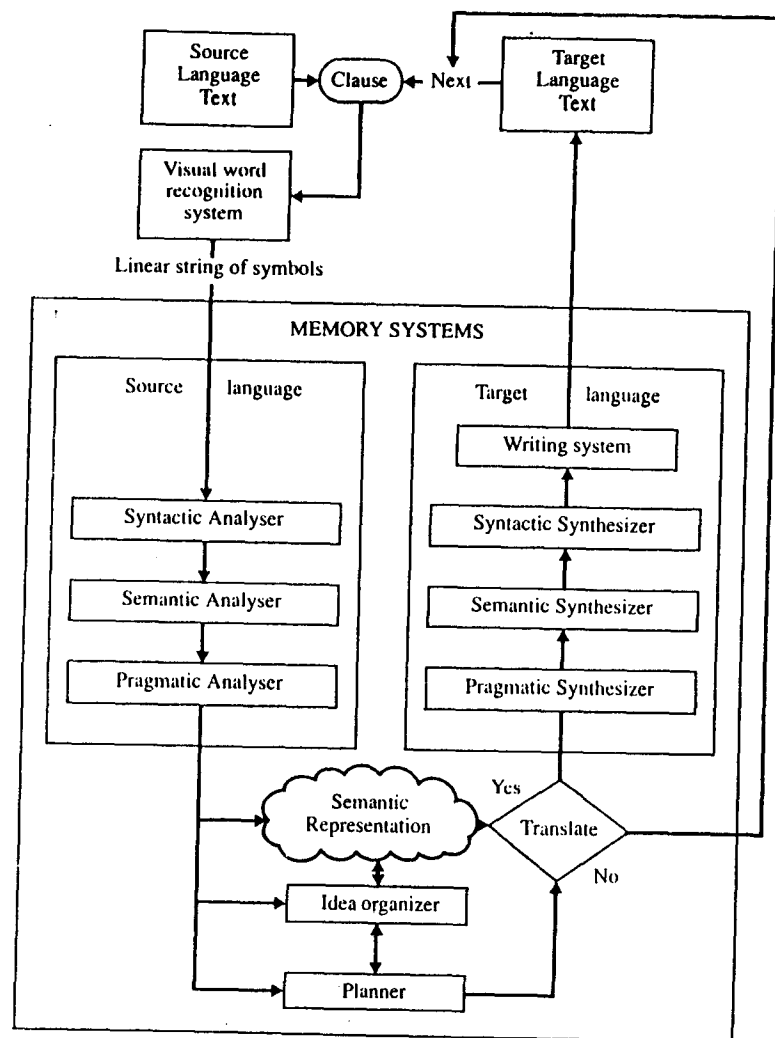 Source
Language
Text
Clause
Next
Target
Language
Text
Visual word
recognition
system
Linear string of symbols
MEMORY SYSTEMS
Source language
Target language
Writing system
Syntactic Analyser
Syntactic Synthesizer
Semantic Analyser
Semantic Synthesizer
Pragmatic Analyser
Pragmatic Synthesizer
Semantic
Representation
Yes
Translate
No
Idea organizer
Planner